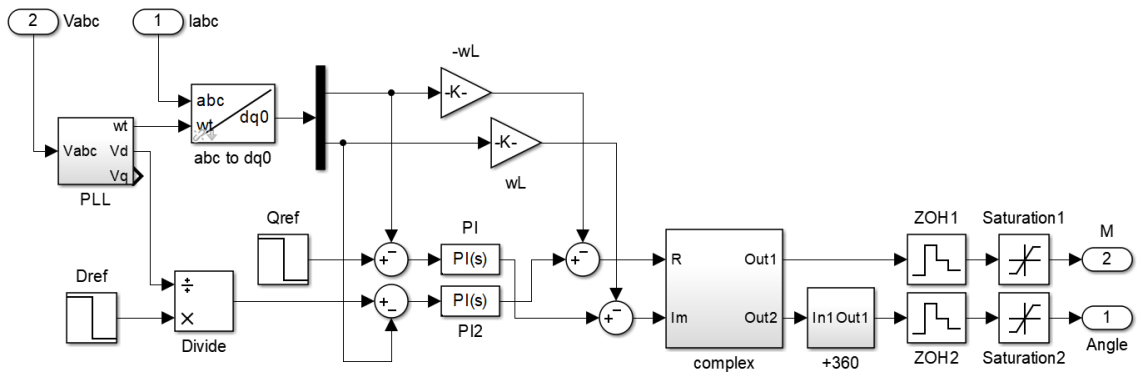 2 Vabc
1 Iabc
-wL
-K-
abc
wt
dq0
abc to dq0
-K-
wL
Vabc
wt
Vd
Vq
PLL
Qref
PI
PI(s)
Dref
÷
×
Divide
PI(s)
PI2
R
Im
Out1
Out2
complex
In1 Out1
+360
ZOH1
Saturation1
M
2
ZOH2
Saturation2
1
Angle